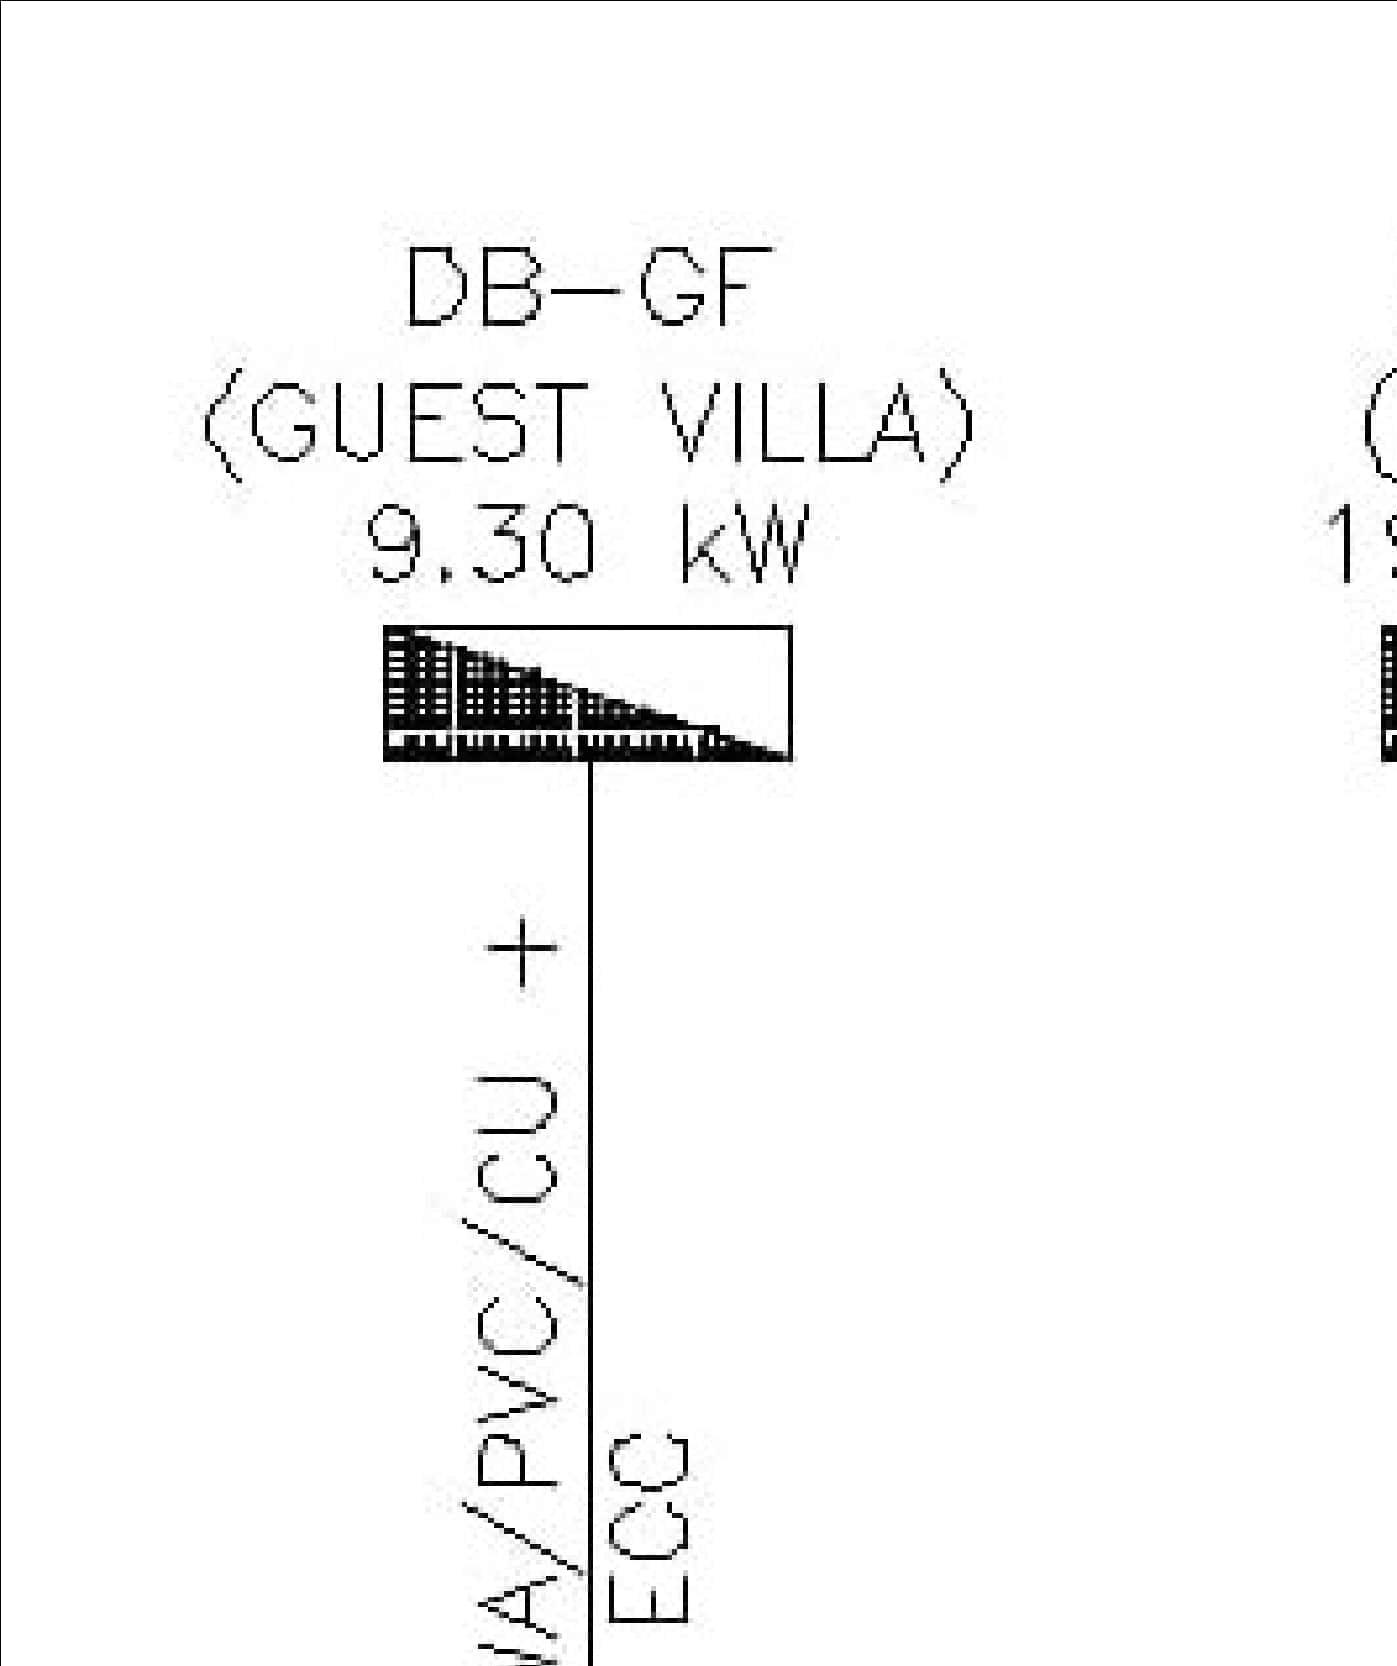 DB-GF
(GUEST VILLA)
9.30 kW
/PVC/CU +
ECC